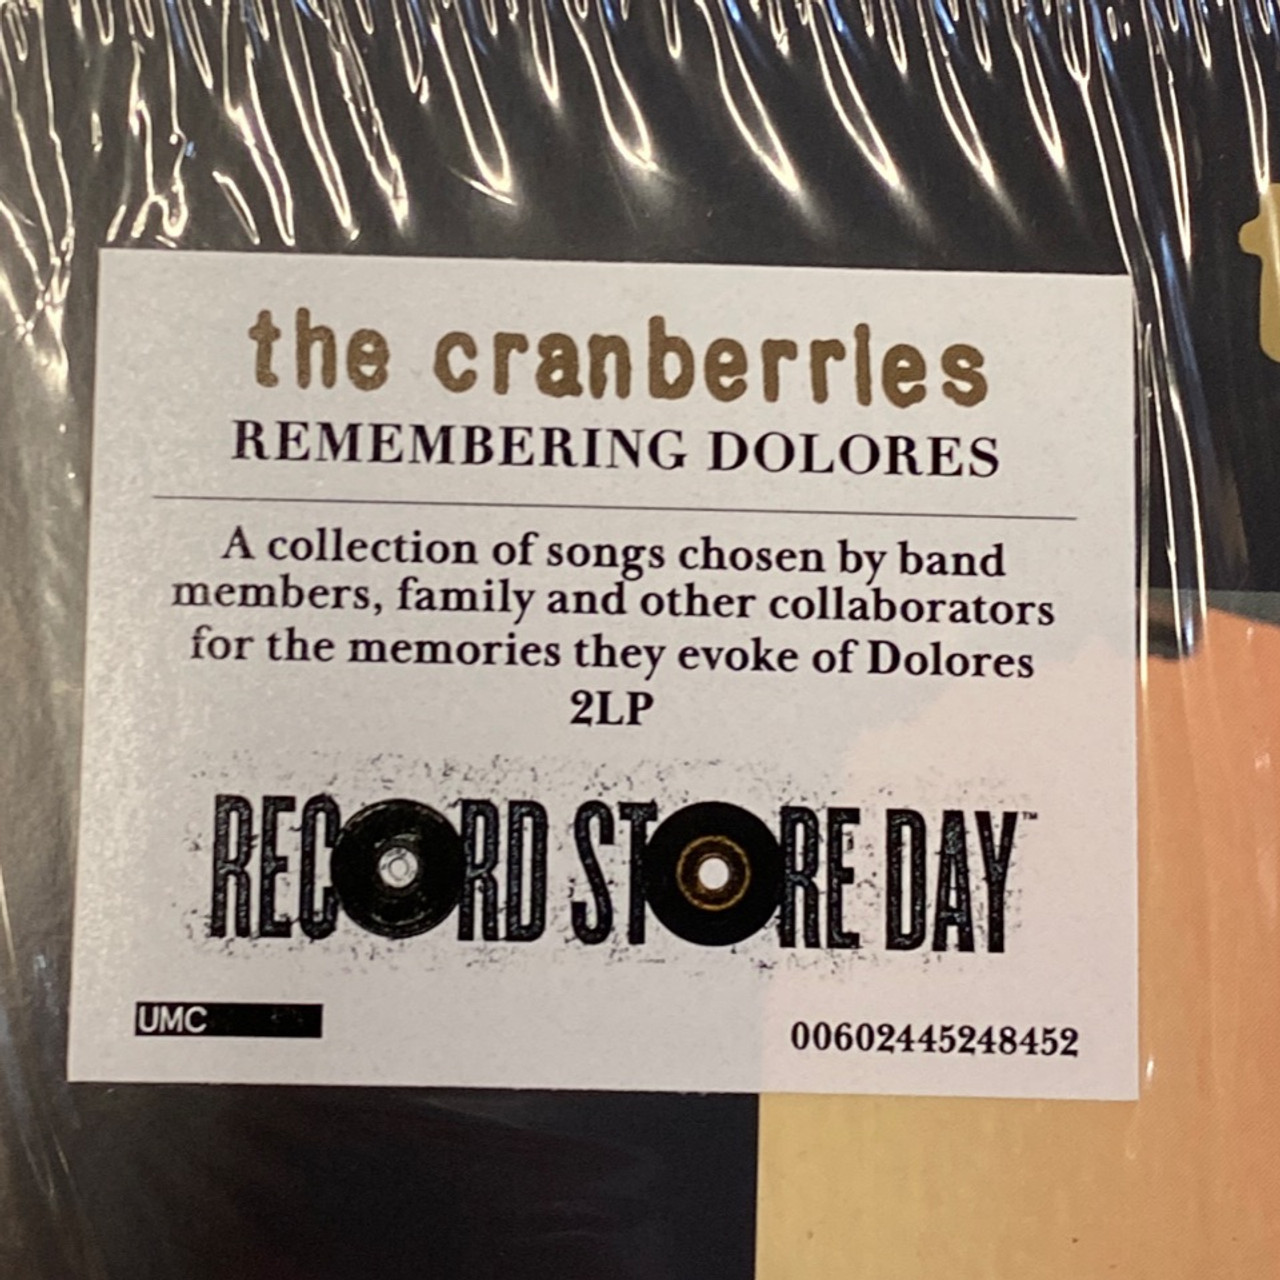 the cranberries
REMEMBERING DOLORES
A collection of songs chosen by band
members, family and other collaborators
for the memories they evoke of Dolores
2LP
RECORD STORE DAY™
UMC
00602445248452
t